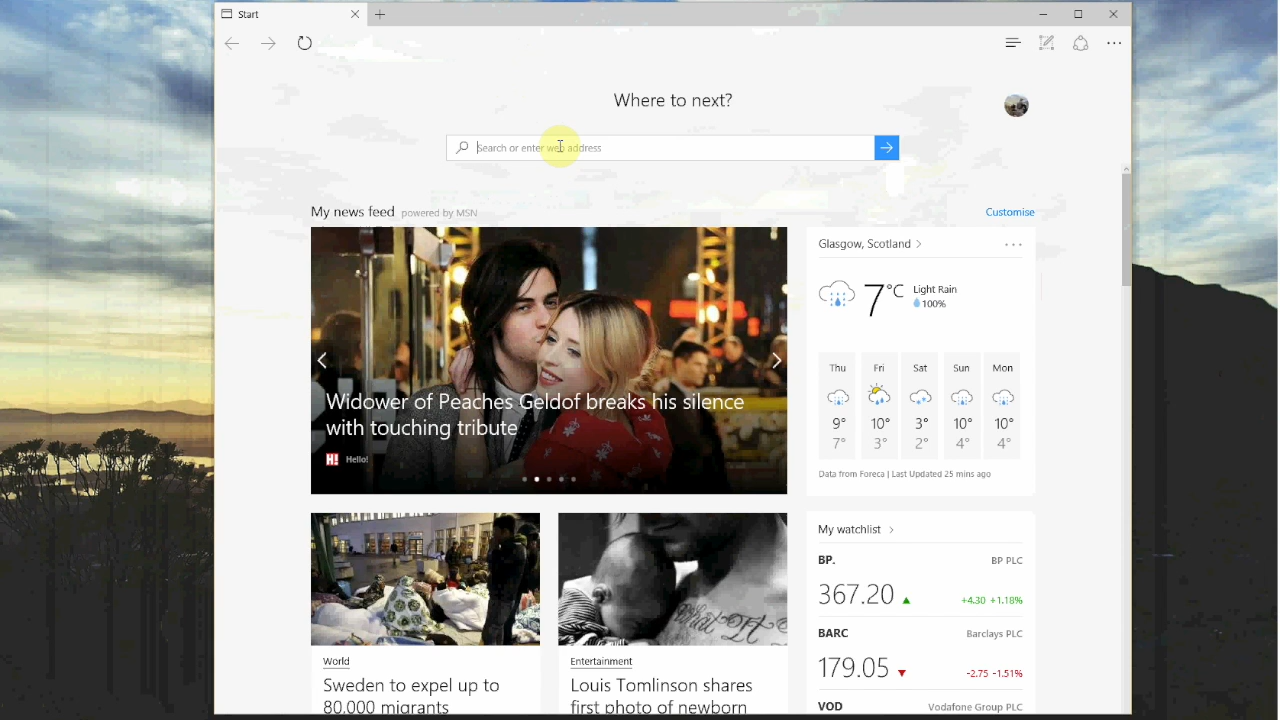 Start
Where to next?
Search or enter web address
My news feed powered by MSN
Customise
Widower of Peaches Geldof breaks his silence
with touching tribute
H! Hello!
Glasgow, Scotland
7°C
Light Rain
100%
Thu Fri Sat Sun Mon
9° 10° 3° 10° 10°
7° 3° 2° 4° 4°
Data from Foreca | Last Updated 25 mins ago
My watchlist
BP. BP PLC
367.20 +4.30 +1.18%
BARC Barclays PLC
179.05 -2.75 -1.51%
VOD Vodafone Group PLC
World
Sweden to expel up to
80,000 migrants
What It
Entertainment
Louis Tomlinson shares
first photo of newborn